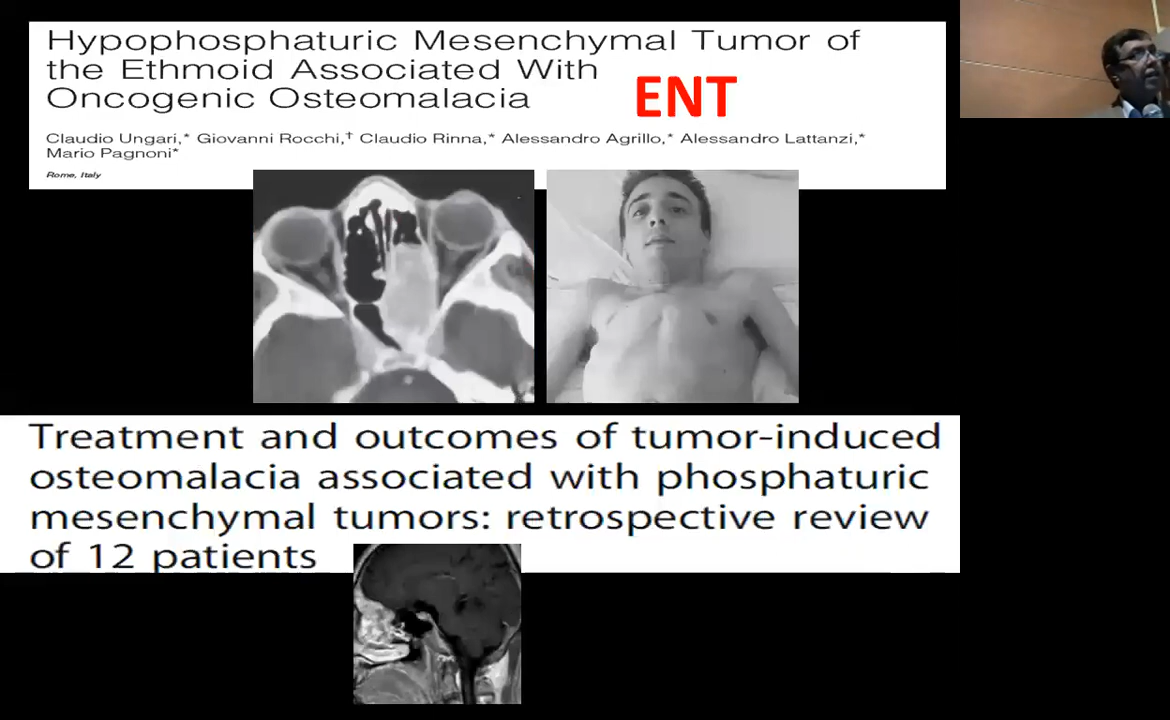 Hypophosphaturic Mesenchymal Tumor of
the Ethmoid Associated With
Oncogenic Osteomalacia
ENT
Claudio Ungari,* Giovanni Rocchi,† Claudio Rinna,* Alessandro Agrillo,* Alessandro Lattanzi,*
Mario Pagnoni*
Rome, Italy
Treatment and outcomes of tumor-induced
osteomalacia associated with phosphaturic
mesenchymal tumors: retrospective review
of 12 patients